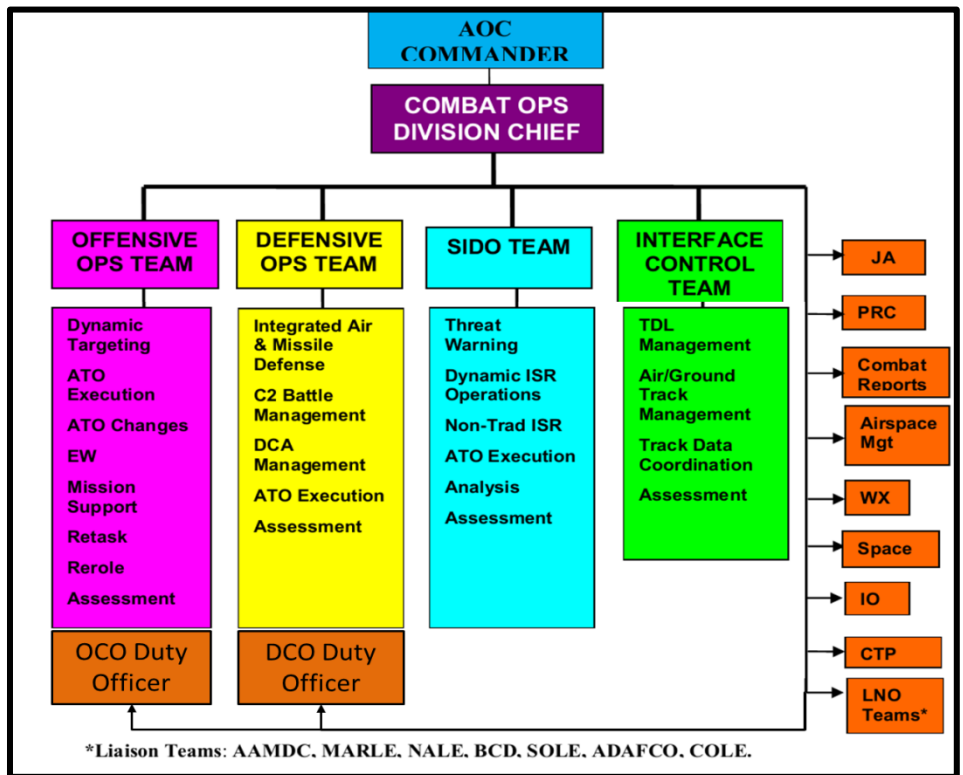 AOC
COMMANDER
COMBAT OPS
DIVISION CHIEF
OFFENSIVE
OPS TEAM
DEFENSIVE
OPS TEAM
SIDO TEAM
INTERFACE
CONTROL
TEAM
Dynamic
Targeting
ATO
Execution
ATO Changes
EW
Mission
Support
Retask
Rerole
Assessment
Integrated Air
& Missile
Defense
C2 Battle
Management
DCA
Management
ATO Execution
Assessment
Threat
Warning
Dynamic ISR
Operations
Non-Trad ISR
ATO Execution
Analysis
Assessment
TDL
Management
Air/Ground
Track
Management
Track Data
Coordination
Assessment
JA
PRC
Combat
Reports
Airspace
Mgt
WX
Space
IO
CTP
LNO
Teams*
OCO Duty
Officer
DCO Duty
Officer
*Liaison Teams: AAMDC, MARLE, NALE, BCD, SOLE, ADAFCO, COLE.